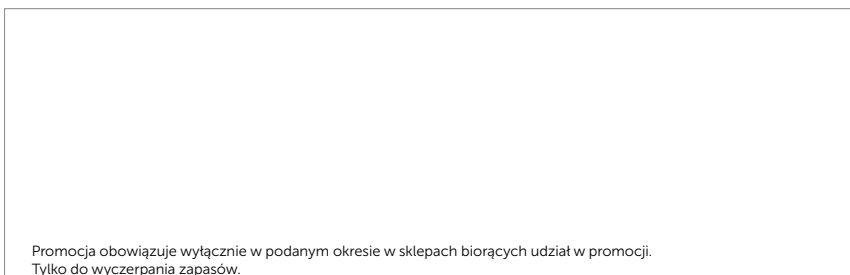 Promocja obowiązuje wyłącznie w podanym okresie w sklepach biorących udział w promocji.
Tylko do wyczerpania zapasów.